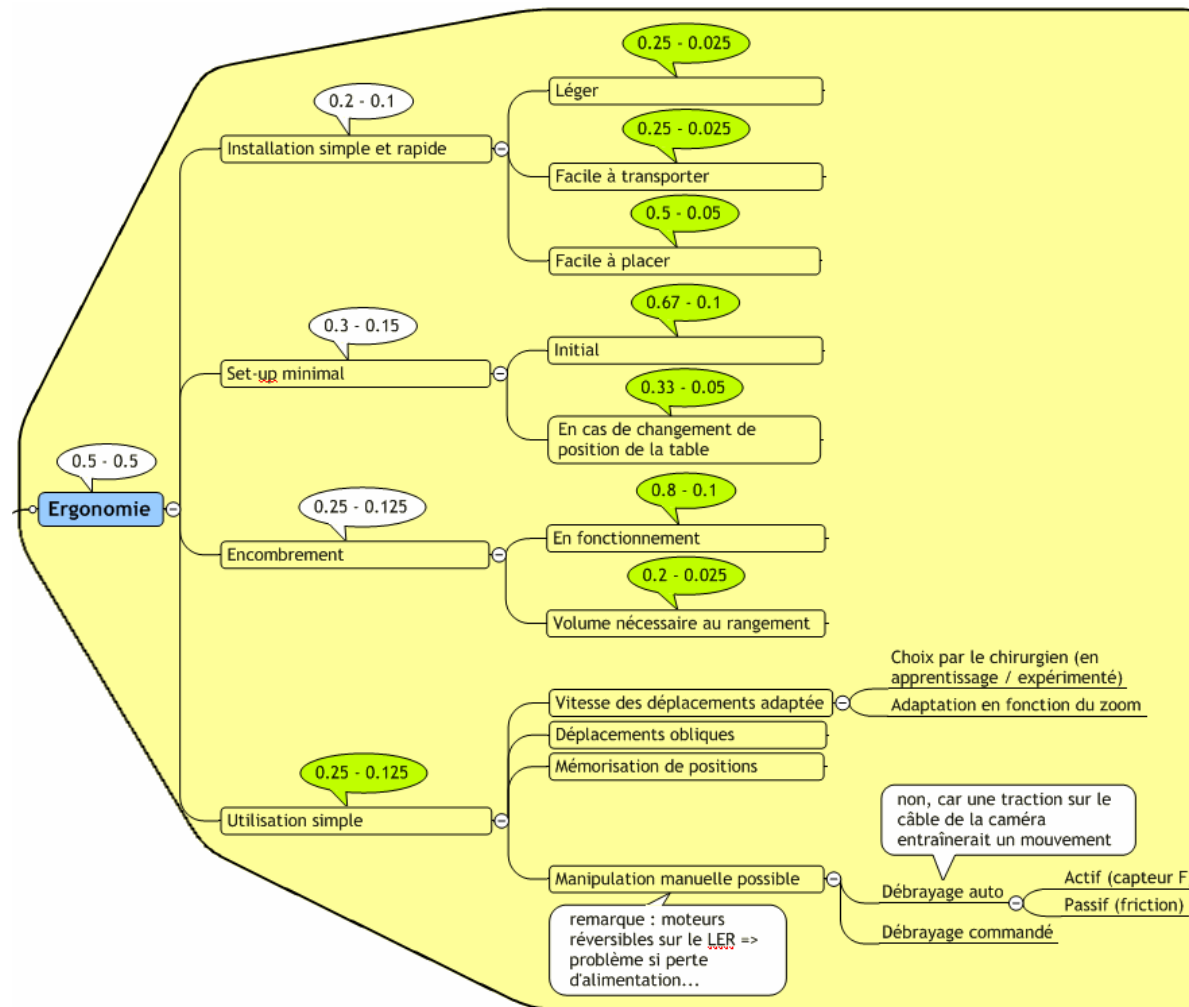 0.5 - 0.5
Ergonomie
0.2 - 0.1
Installation simple et rapide
0.25 - 0.025
Léger
0.25 - 0.025
Facile à transporter
0.5 - 0.05
Facile à placer
0.3 - 0.15
Set-up minimal
0.67 - 0.1
Initial
0.33 - 0.05
En cas de changement de
position de la table
0.25 - 0.125
Encombrement
0.8 - 0.1
En fonctionnement
0.2 - 0.025
Volume nécessaire au rangement
0.25 - 0.125
Utilisation simple
Vitesse des déplacements adaptée
Choix par le chirurgien (en
apprentissage / expérimenté)
Adaptation en fonction du zoom
Déplacements obliques
Mémorisation de positions
Manipulation manuelle possible
remarque : moteurs
réversibles sur le LER =>
problème si perte
d'alimentation...
non, car une traction sur le
câble de la caméra
entraînerait un mouvement
Débrayage auto
Actif (capteur F
Passif (friction)
Débrayage commandé